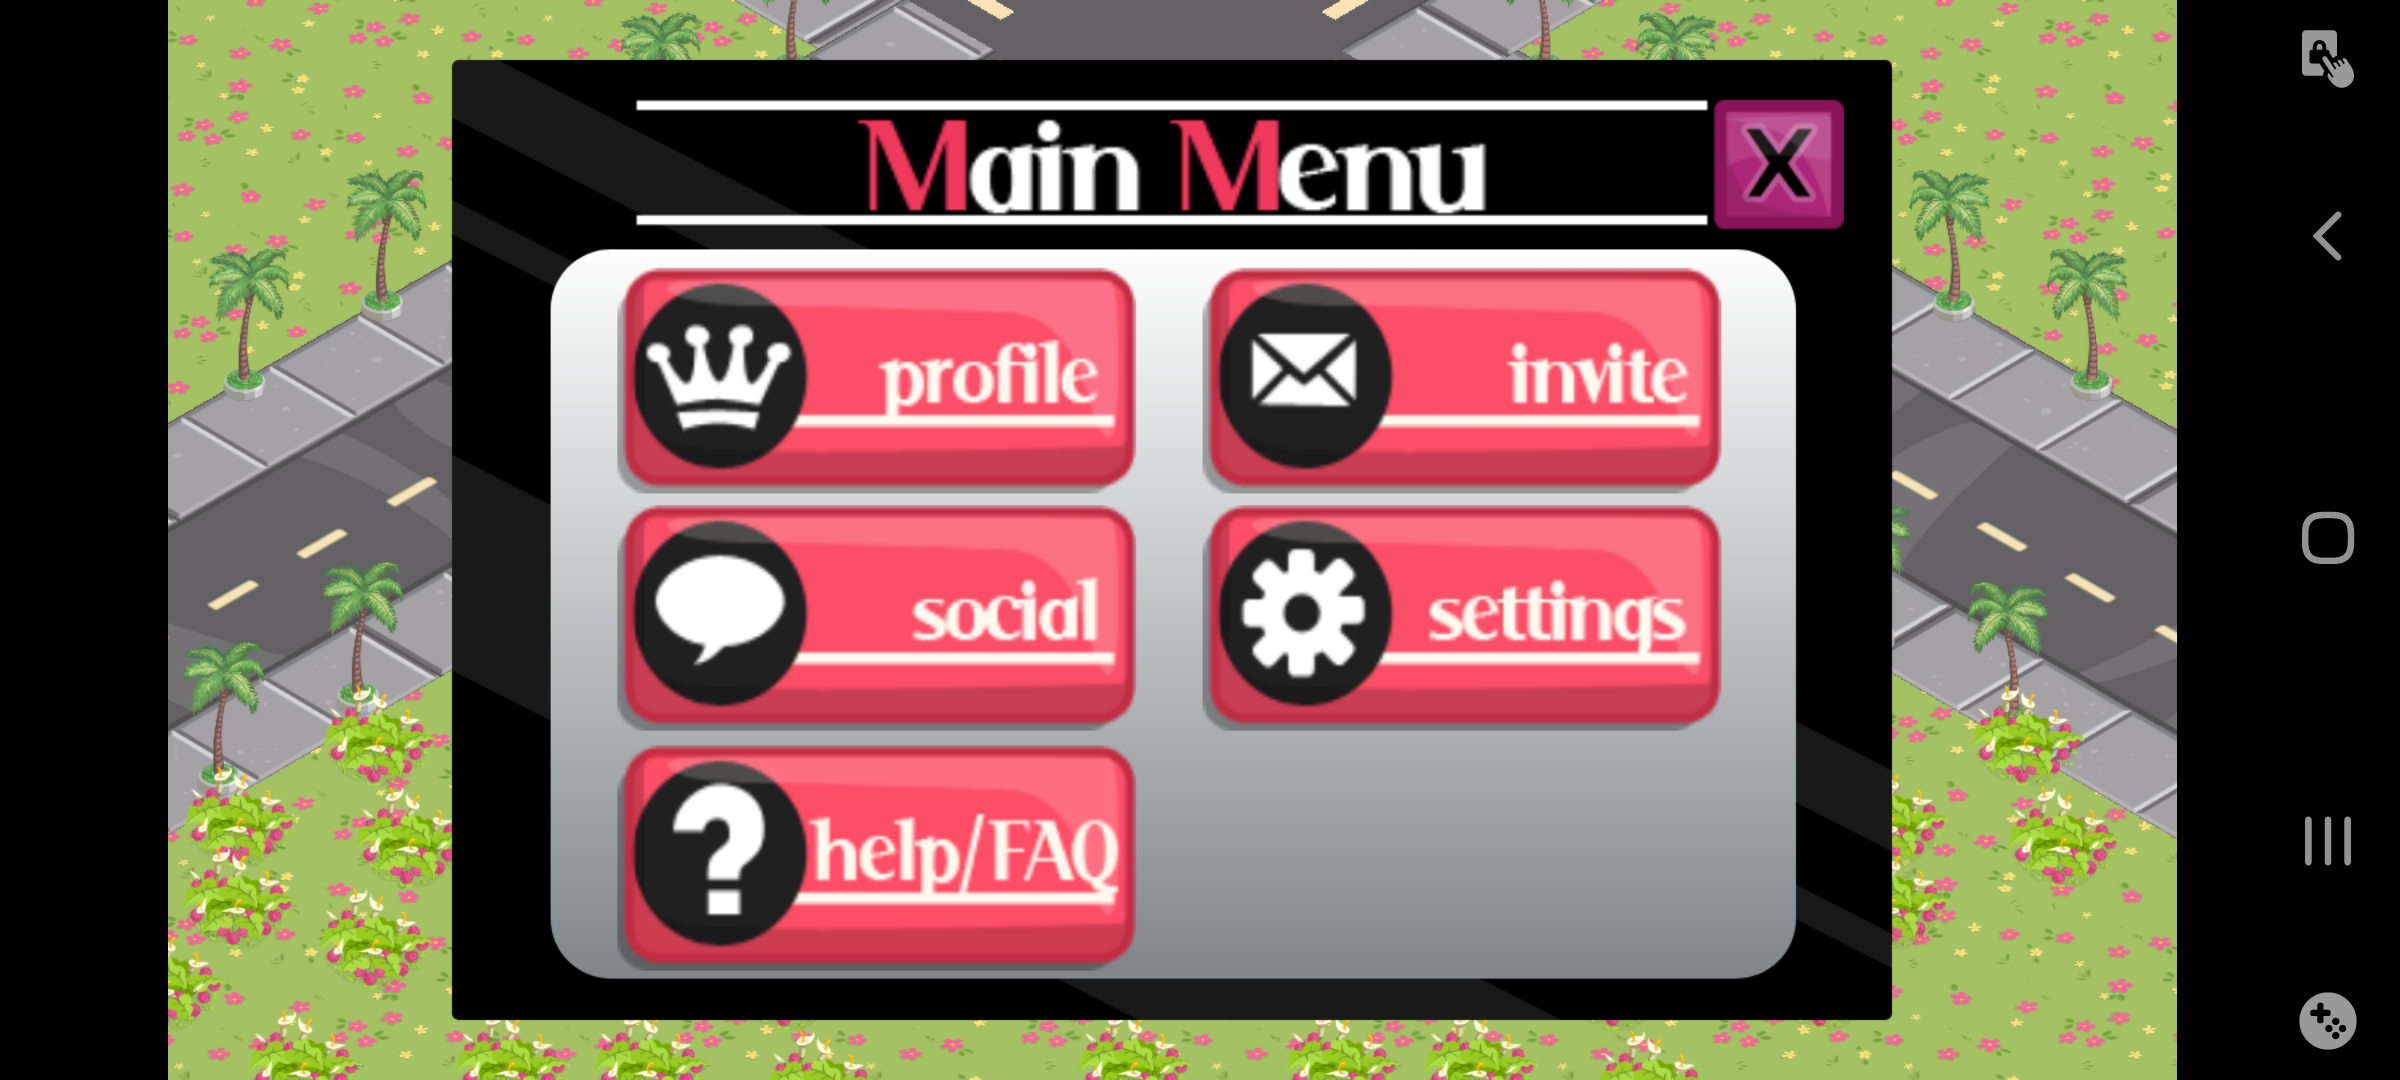 Main Menu
X
profile
invite
social
settings
help/FAQ